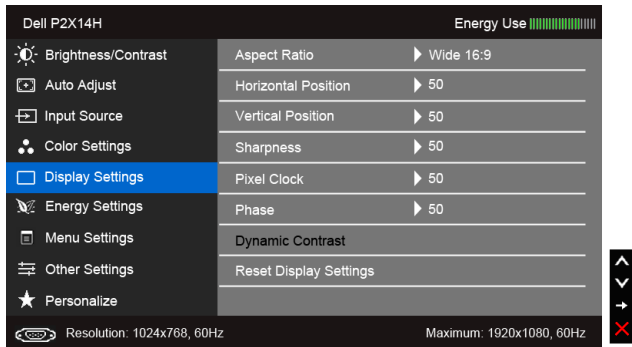 Dell P2X14H Energy Use
Brightness/Contrast Aspect Ratio Wide 16:9
Auto Adjust Horizontal Position 50
Input Source Vertical Position 50
Color Settings Sharpness 50
Display Settings Pixel Clock 50
Energy Settings Phase 50
Menu Settings Dynamic Contrast
Other Settings Reset Display Settings
Personalize
Resolution: 1024x768, 60Hz Maximum: 1920x1080, 60Hz